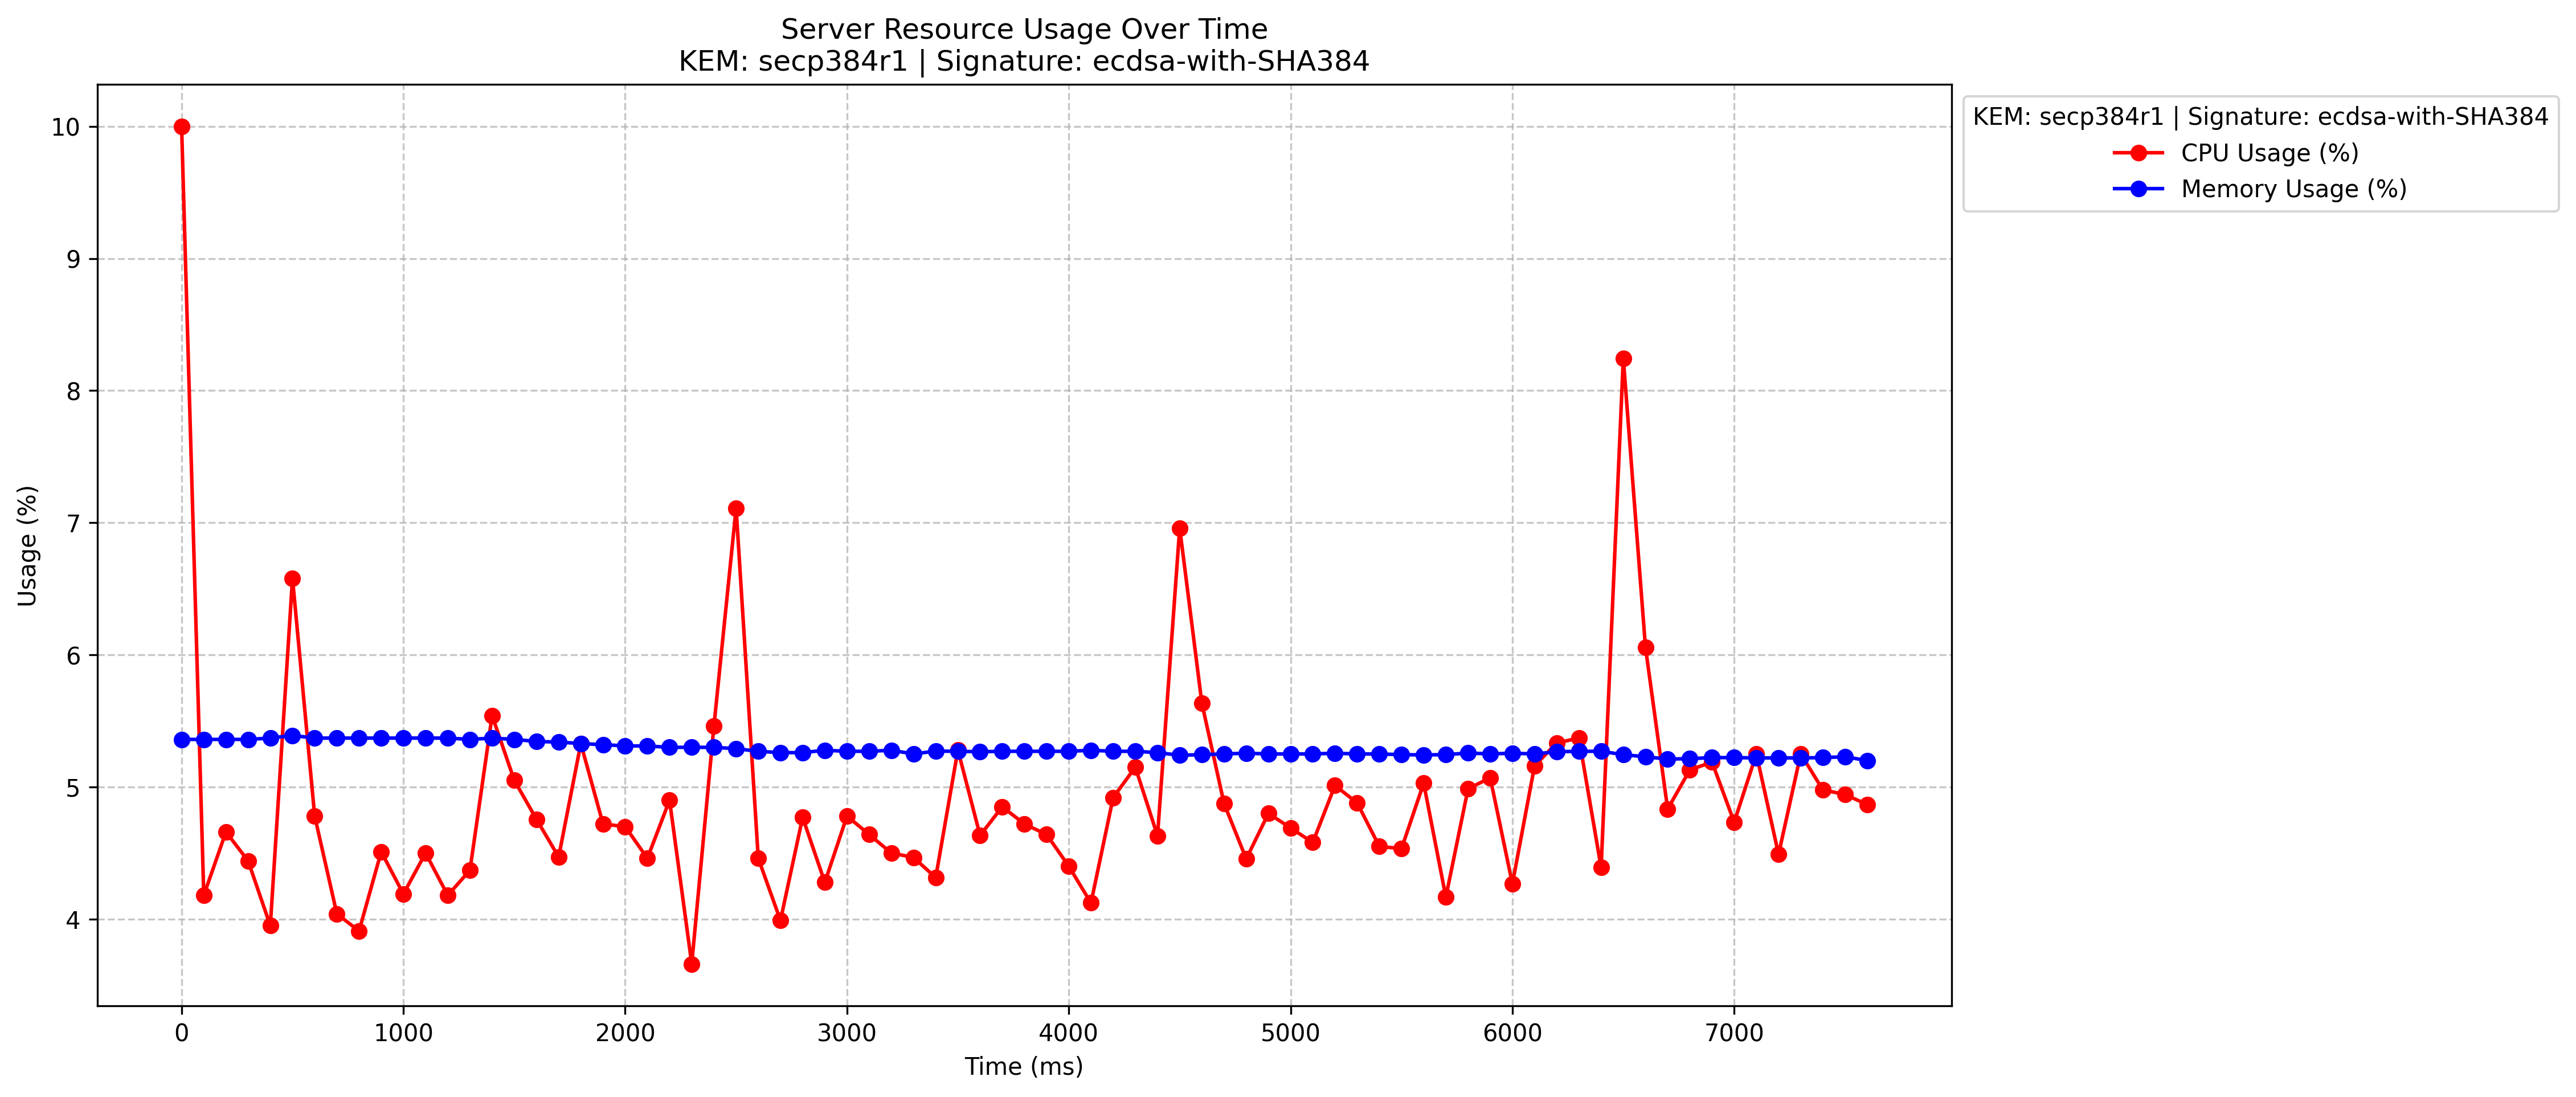 Server Resource Usage Over Time
KEM: secp384r1 | Signature: ecdsa-with-SHA384
KEM: secp384r1 | Signature: ecdsa-with-SHA384
CPU Usage (%)
Memory Usage (%)
Usage (%)
10
9
8
7
6
5
4
0 1000 2000 3000 4000 5000 6000 7000
Time (ms)